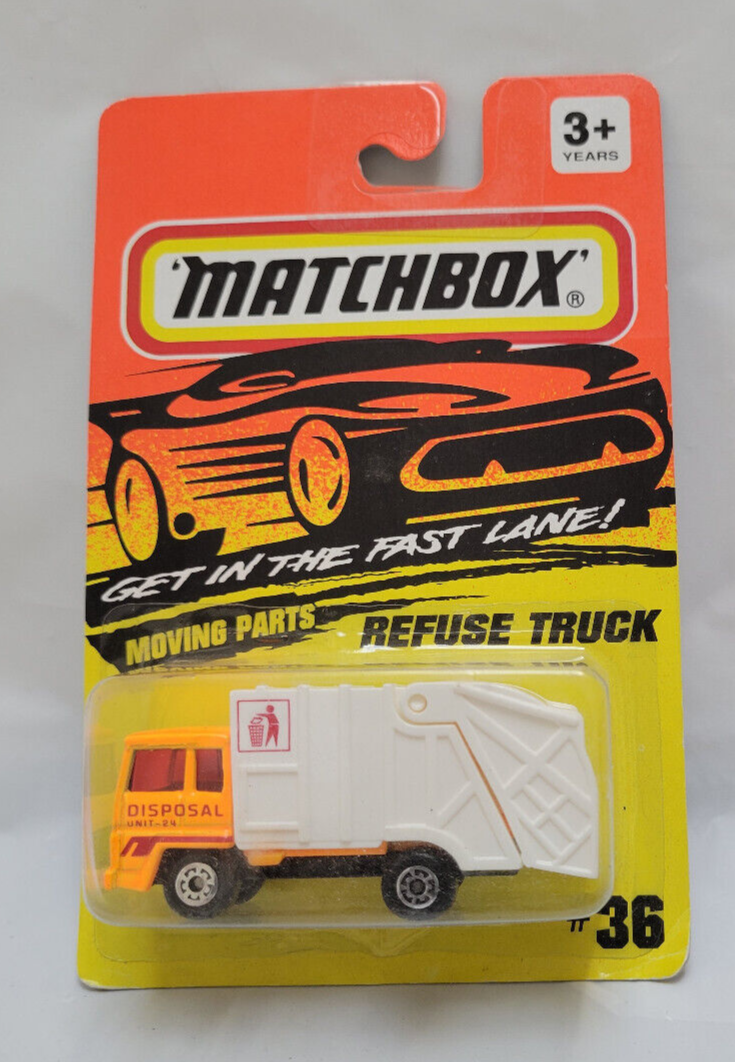 3+
YEARS
'MATCHBOX'®
GET IN THE FAST LANE!
MOVING PARTS
REFUSE TRUCK
DISPOSAL
UNIT-24
#36